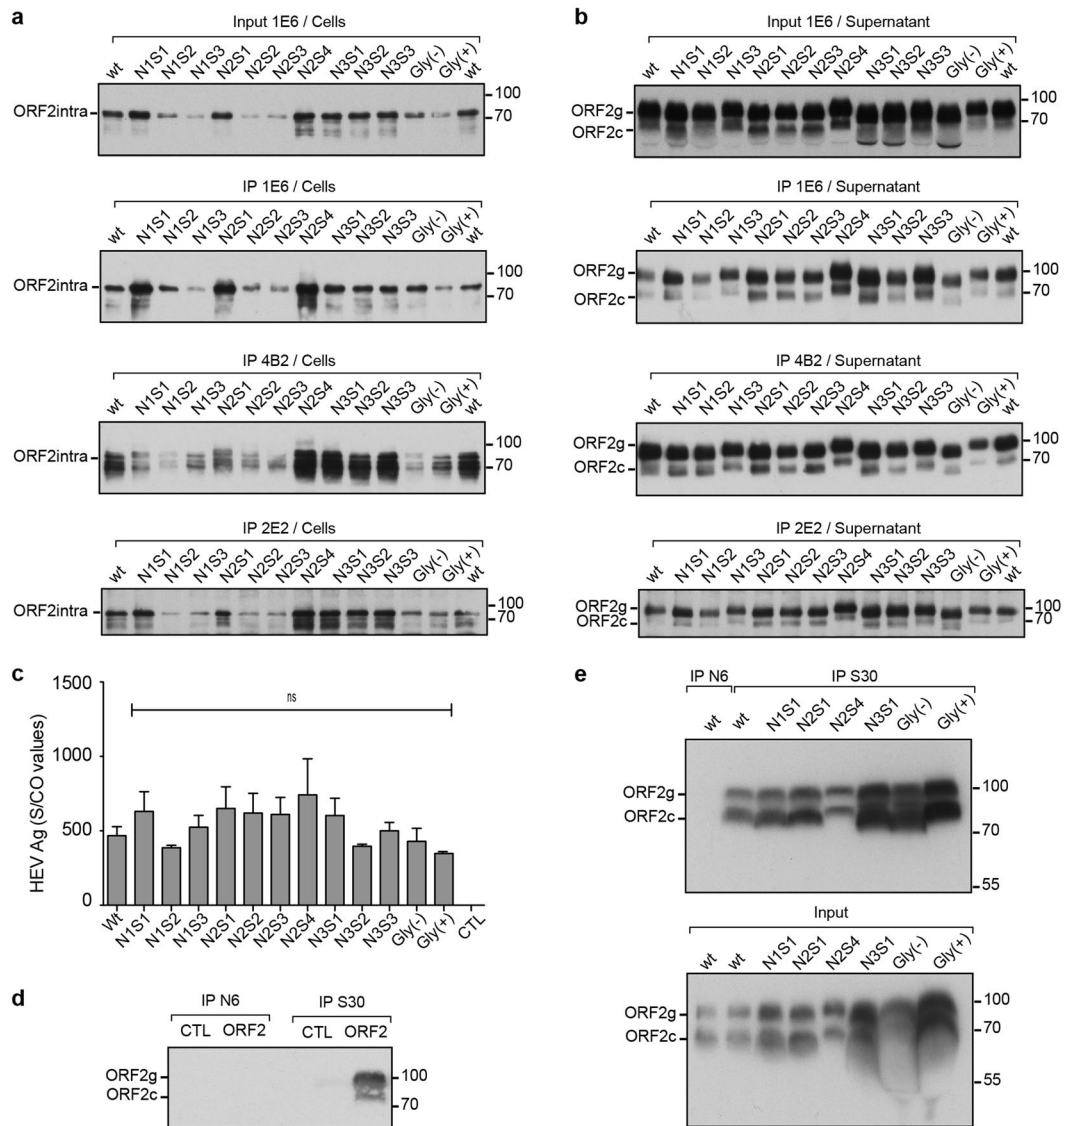 a
Input 1E6 / Cells
wt N1S1 N1S2 N1S3 N2S1 N2S2 N2S3 N2S4 N3S1 N3S2 N3S3 Gly(-) Gly(+) wt
ORF2intra
100
70
IP 1E6 / Cells
wt N1S1 N1S2 N1S3 N2S1 N2S2 N2S3 N2S4 N3S1 N3S2 N3S3 Gly(-) Gly(+) wt
ORF2intra
100
70
IP 4B2 / Cells
wt N1S1 N1S2 N1S3 N2S1 N2S2 N2S3 N2S4 N3S1 N3S2 N3S3 Gly(-) Gly(+) wt
ORF2intra
100
70
IP 2E2 / Cells
wt N1S1 N1S2 N1S3 N2S1 N2S2 N2S3 N2S4 N3S1 N3S2 N3S3 Gly(-) Gly(+) wt
ORF2intra
100
70
b
Input 1E6 / Supernatant
wt N1S1 N1S2 N1S3 N2S1 N2S2 N2S3 N2S4 N3S1 N3S2 N3S3 Gly(-) Gly(+) wt
ORF2g
ORF2c
100
70
IP 1E6 / Supernatant
wt N1S1 N1S2 N1S3 N2S1 N2S2 N2S3 N2S4 N3S1 N3S2 N3S3 Gly(-) Gly(+) wt
ORF2g
ORF2c
100
70
IP 4B2 / Supernatant
wt N1S1 N1S2 N1S3 N2S1 N2S2 N2S3 N2S4 N3S1 N3S2 N3S3 Gly(-) Gly(+) wt
ORF2g
ORF2c
100
70
IP 2E2 / Supernatant
wt N1S1 N1S2 N1S3 N2S1 N2S2 N2S3 N2S4 N3S1 N3S2 N3S3 Gly(-) Gly(+) wt
ORF2g
ORF2c
100
70
c
HEV Ag (S/CO values)
1500
1000
500
0
ns
Wt N1S1 N1S2 N1S3 N2S1 N2S2 N2S3 N2S4 N3S1 N3S2 N3S3 Gly(-) Gly(+) CTL
d
IP N6 IP S30
CTL ORF2 CTL ORF2
ORF2g
ORF2c
100
70
e
IP N6 IP S30
wt wt N1S1 N2S1 N2S4 N3S1 Gly(-) Gly(+)
ORF2g
ORF2c
100
70
55
Input
wt wt N1S1 N2S1 N2S4 N3S1 Gly(-) Gly(+)
ORF2g
ORF2c
100
70
55